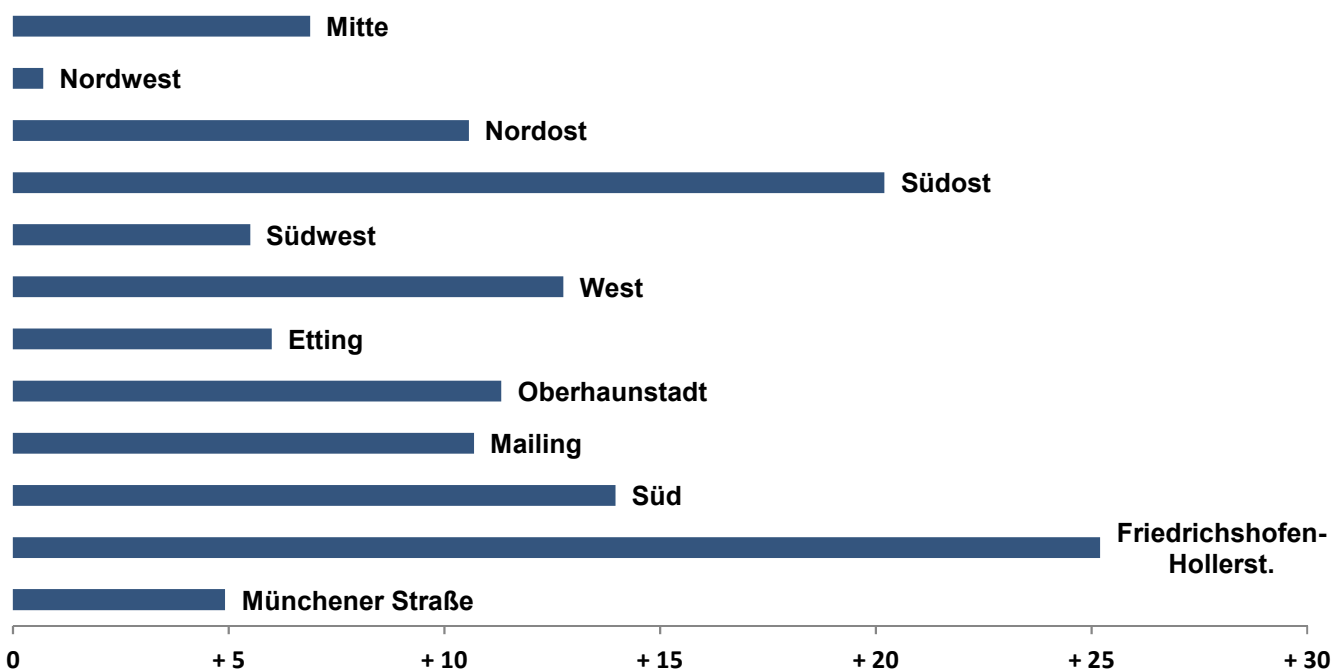 Mitte
Nordwest
Nordost
Südost
Südwest
West
Etting
Oberhaunstadt
Mailing
Süd
Friedrichshofen-
Hollerst.
Münchener Straße
0 + 5 + 10 + 15 + 20 + 25 + 30